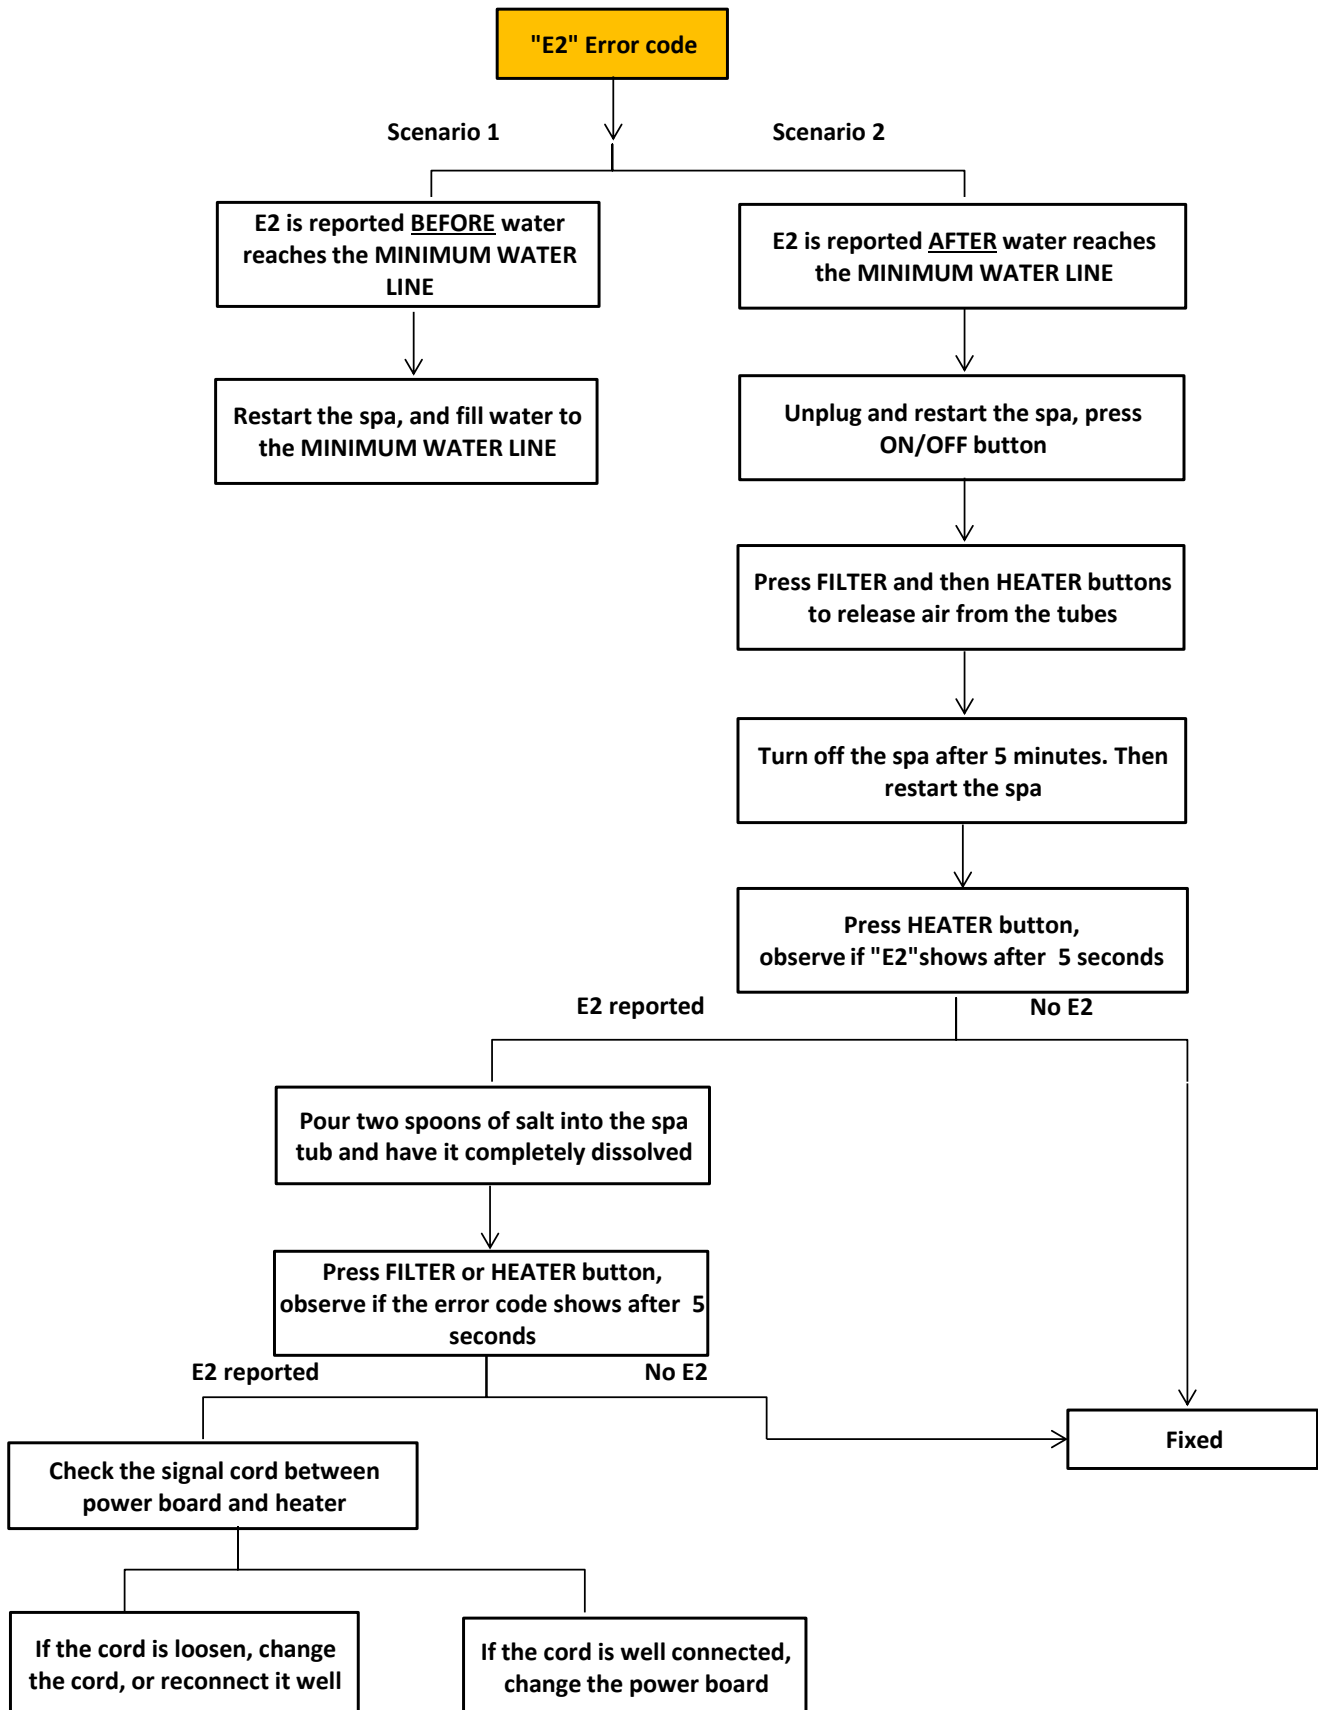 "E2" Error code
Scenario 1
Scenario 2
E2 is reported BEFORE water
reaches the MINIMUM WATER
LINE
E2 is reported AFTER water reaches
the MINIMUM WATER LINE
Restart the spa, and fill water to
the MINIMUM WATER LINE
Unplug and restart the spa, press
ON/OFF button
Press FILTER and then HEATER buttons
to release air from the tubes
Turn off the spa after 5 minutes. Then
restart the spa
Press HEATER button,
observe if "E2"shows after  5 seconds
E2 reported
No E2
Pour two spoons of salt into the spa
tub and have it completely dissolved
Press FILTER or HEATER button,
observe if the error code shows after  5
seconds
E2 reported
No E2
Fixed
Check the signal cord between
power board and heater
If the cord is loosen, change
the cord, or reconnect it well
If the cord is well connected,
change the power board